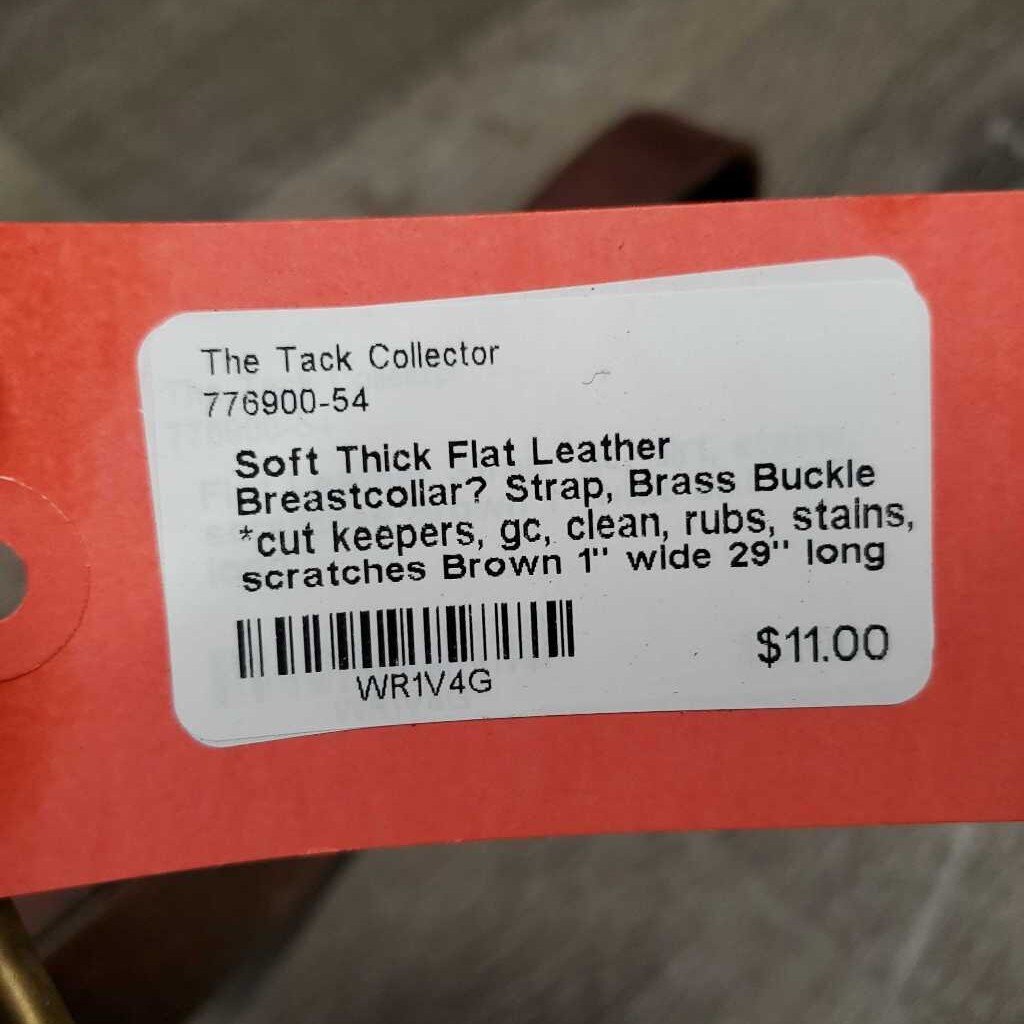 The Tack Collector
776900-54
Soft Thick Flat Leather
Breastcollar? Strap, Brass Buckle
*cut keepers, gc, clean, rubs, stains,
scratches Brown 1" wide 29" long
WR1V4G
$11.00